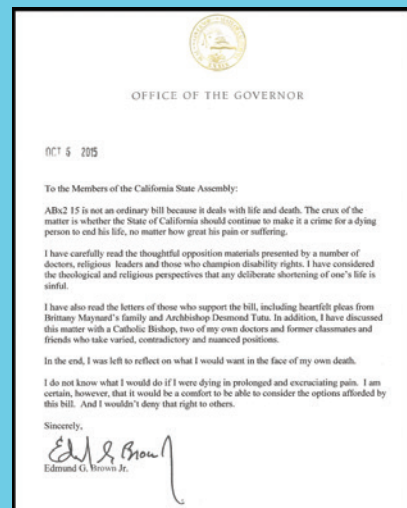 OFFICE OF THE GOVERNOR
OCT 5 2015
To the Members of the California State Assembly:
ABx2 15 is not an ordinary bill because it deals with life and death. The crux of the
matter is whether the State of California should continue to make it a crime for a dying
person to end his life, no matter how great his pain or suffering.
I have carefully read the thoughtful opposition materials presented by a number of
doctors, religious leaders and those who champion disability rights. I have considered
the theological and religious perspectives that any deliberate shortening of one's life is
sinful.
I have also read the letters of those who support the bill, including heartfelt pleas from
Brittany Maynard's family and Archbishop Desmond Tutu. In addition, I have discussed
this matter with a Catholic Bishop, two of my own doctors and former classmates and
friends who take varied, contradictory and nuanced positions.
In the end, I was left to reflect on what I would want in the face of my own death.
I do not know what I would do if I were dying in prolonged and excruciating pain. I am
certain, however, that it would be a comfort to be able to consider the options afforded by
this bill. And I wouldn't deny that right to others.
Sincerely,
Edmund G. Brown Jr.